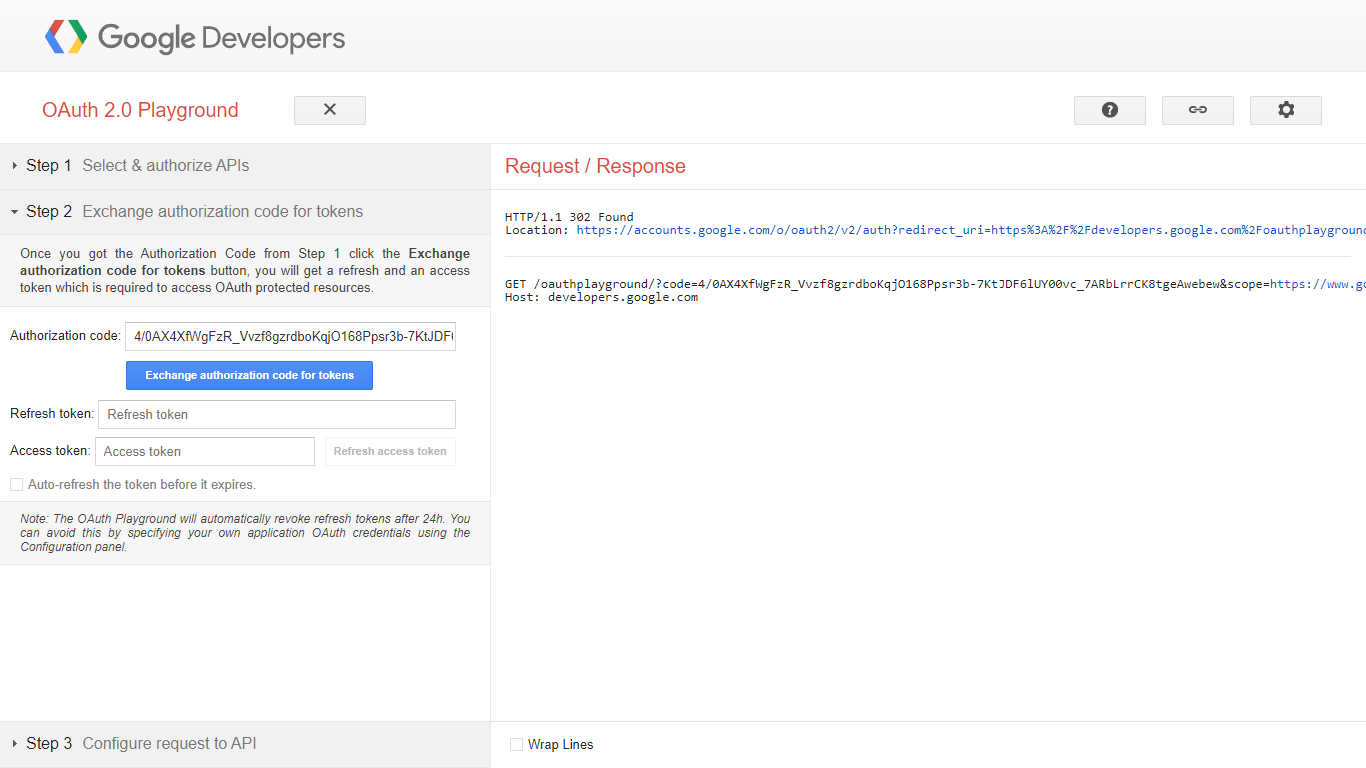 Google Developers
OAuth 2.0 Playground
Step 1 Select & authorize APIs
Step 2 Exchange authorization code for tokens
Once you got the Authorization Code from Step 1 click the Exchange
authorization code for tokens button, you will get a refresh and an access
token which is required to access OAuth protected resources.
Authorization code: 4/0AX4XfWgFzR_Vvzf8gzrdboKqjO168Ppsr3b-7KtJDF
Exchange authorization code for tokens
Refresh token: Refresh token
Access token: Access token Refresh access token
Auto-refresh the token before it expires.
Note: The OAuth Playground will automatically revoke refresh tokens after 24h. You
can avoid this by specifying your own application OAuth credentials using the
Configuration panel.
Step 3 Configure request to API
Request / Response
HTTP/1.1 302 Found
Location: https://accounts.google.com/o/oauth2/v2/auth?redirect_uri=https%3A%2F%2Fdevelopers.google.com%2Foauthplayground
GET /oauthplayground/?code=4/0AX4XfWgFzR_Vvzf8gzrdboKqjO168Ppsr3b-7KtJDF6lUY00vc_7ARbLrrCK8tgeAwebew&scope=https://www.go
Host: developers.google.com
Wrap Lines